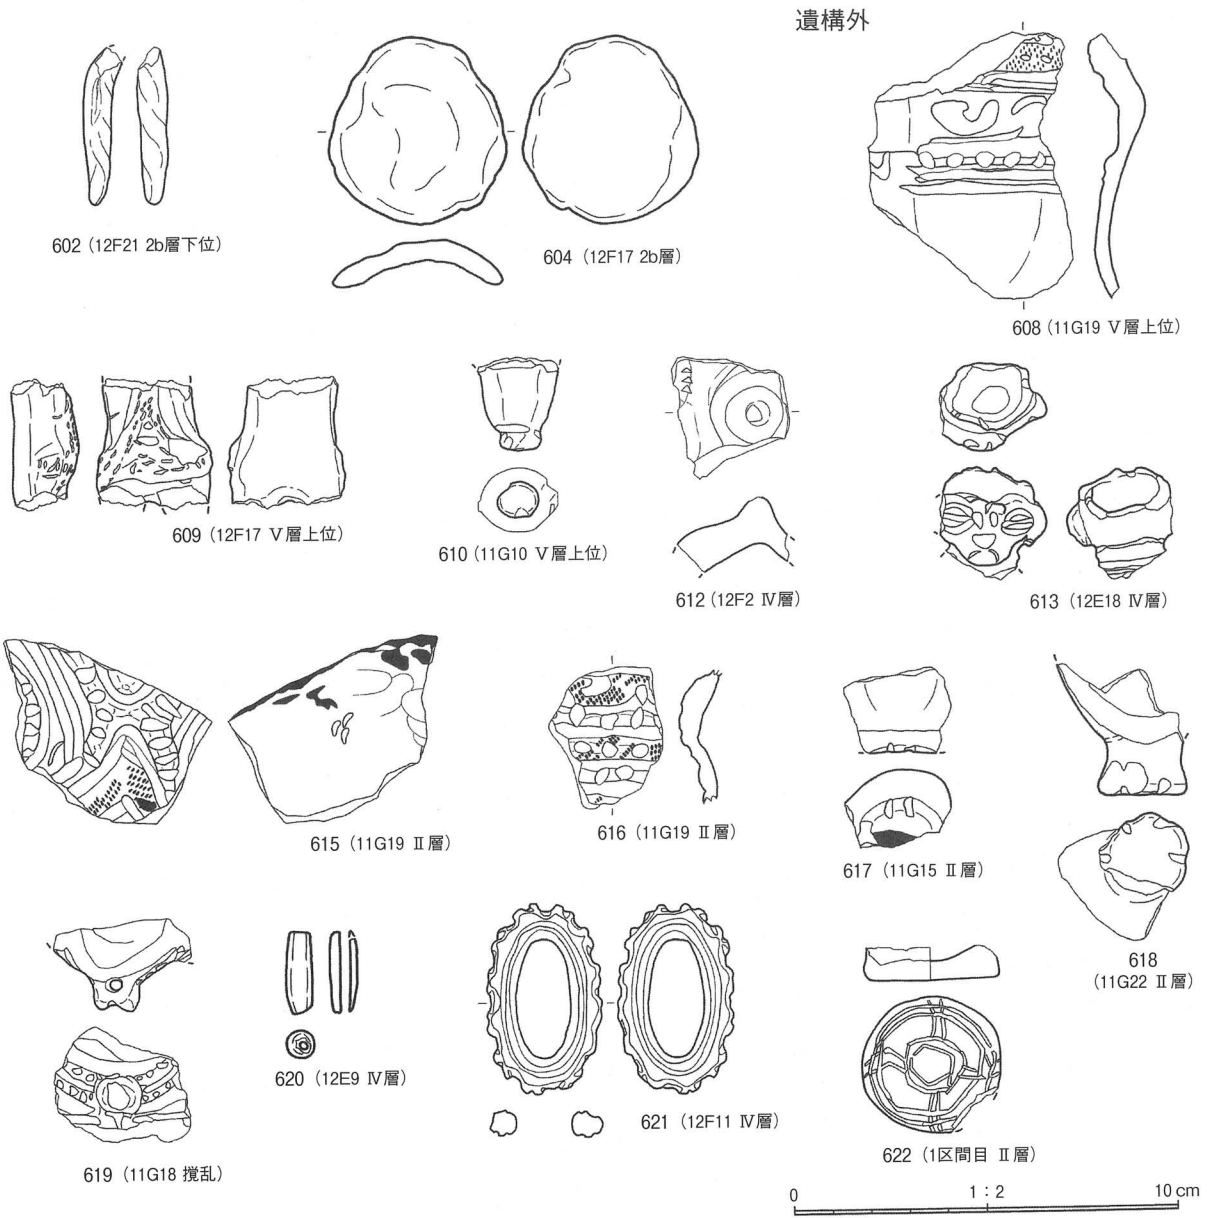 遺構外
602（12F21 2b層下位）
604（12F17 2b層）
608（11G19 Ⅴ層上位）
609（12F17 Ⅴ層上位）
610（11G10 Ⅴ層上位）
612（12F2 Ⅳ層）
613（12E18 Ⅳ層）
615（11G19 Ⅱ層）
616（11G19 Ⅱ層）
617（11G15 Ⅱ層）
618
（11G22 Ⅱ層）
619（11G18 撹乱）
620（12E9 Ⅳ層）
621（12F11 Ⅳ層）
622（1区間目 Ⅱ層）
0 1：2 10cm